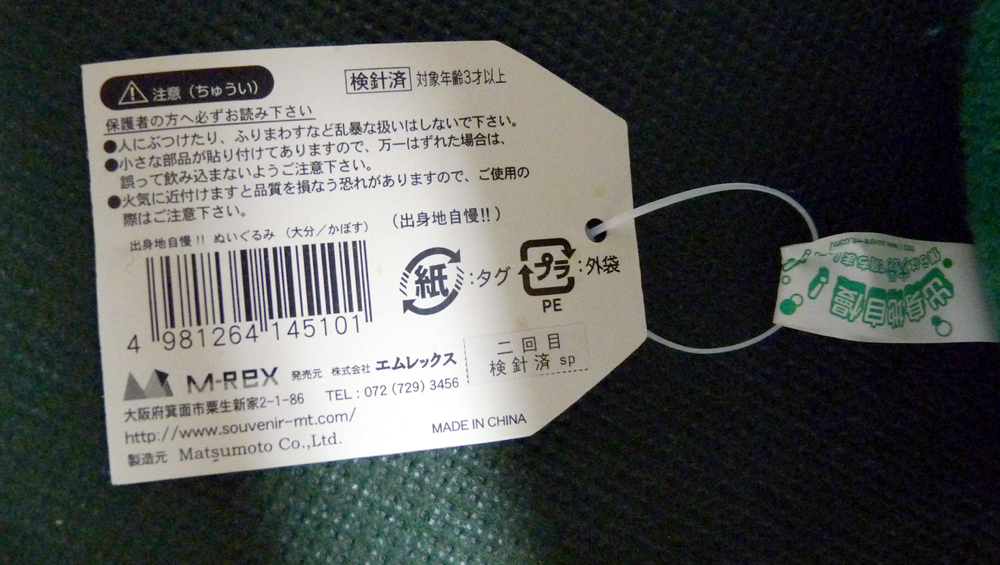 注意（ちゅうい）
検針済 対象年齢3才以上
保護者の方へ必ずお読み下さい
●人にぶつけたり、ふりまわすなど乱暴な扱いはしないで下さい。
●小さな部品が貼り付けてありますので、万一はずれた場合は、
誤って飲み込まないようご注意下さい。
●火気に近付けますと品質を損なう恐れがありますので、ご使用の
際はご注意下さい。
（出身地自慢!!）
出身地自慢!! ぬいぐるみ （大分／かぼす）
4 981264 145101
紙:タグ
プラ:外袋
PE
二回目
検針済 sp
M-REX 発売元 株式会社 エムレックス
大阪府箕面市粟生新家2-1-86 TEL：072（729）3456
http://www.souvenir-mt.com/
製造元 Matsumoto Co.,Ltd.
MADE IN CHINA
出身地自慢